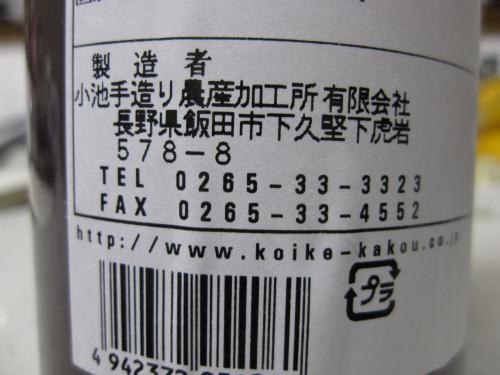 製造者
小池手造り農産加工所有限会社
長野県飯田市下久堅下虎岩
578-8
TEL 0265-33-3323
FAX 0265-33-4552
http://www.koike-kakou.co.jp
プラ
4 942372